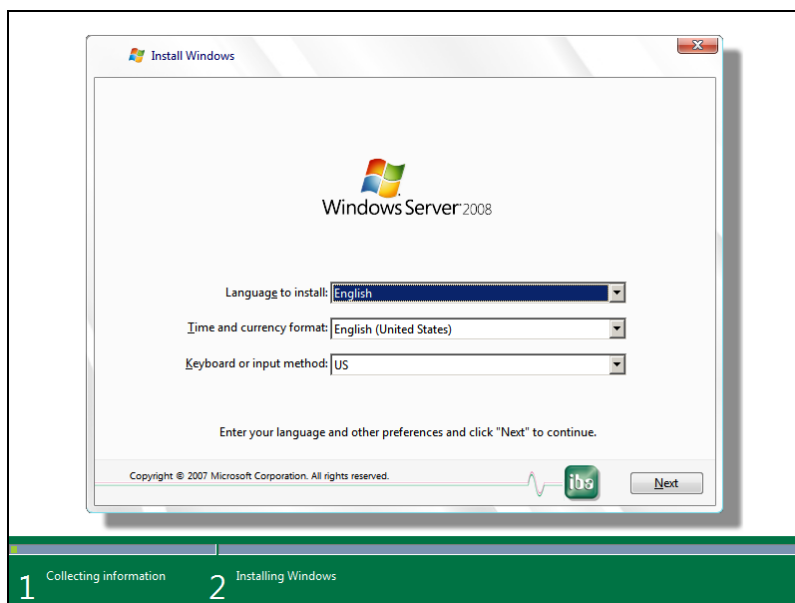 Install Windows
Windows Server 2008
Language to install: English
Time and currency format: English (United States)
Keyboard or input method: US
Enter your language and other preferences and click "Next" to continue.
Copyright © 2007 Microsoft Corporation. All rights reserved.
iba
Next
1 Collecting information 2 Installing Windows